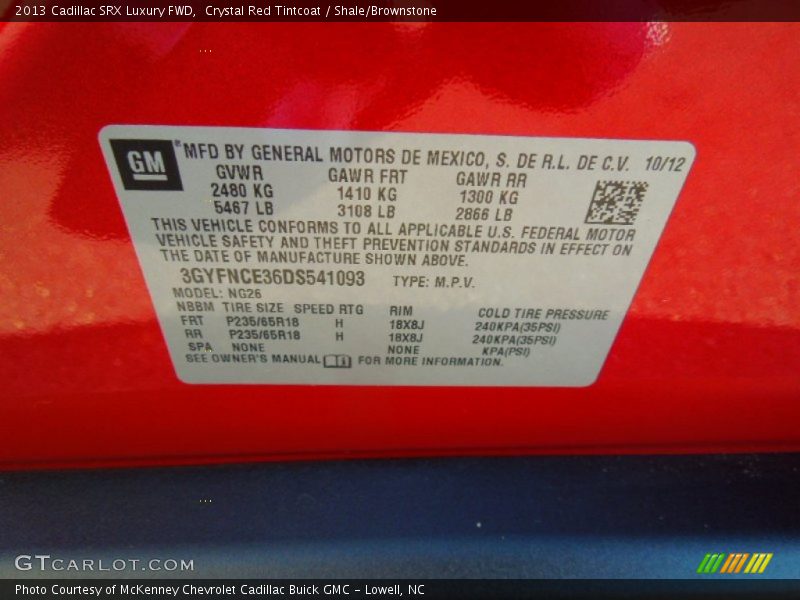 2013 Cadillac SRX Luxury FWD,  Crystal Red Tintcoat / Shale/Brownstone
GM
MFD BY GENERAL MOTORS DE MEXICO, S. DE R.L. DE C.V. 10/12
GVWR GAWR FRT GAWR RR
2480 KG 1410 KG 1300 KG
5467 LB 3108 LB 2866 LB
THIS VEHICLE CONFORMS TO ALL APPLICABLE U.S. FEDERAL MOTOR
VEHICLE SAFETY AND THEFT PREVENTION STANDARDS IN EFFECT ON
THE DATE OF MANUFACTURE SHOWN ABOVE.
3GYFNCE36DS541093 TYPE: M.P.V.
MODEL: NG26
NBBM TIRE SIZE SPEED RTG RIM COLD TIRE PRESSURE
FRT P235/65R18 H 18X8J 240KPA(35PSI)
RR P235/65R18 H 18X8J 240KPA(35PSI)
SPA NONE NONE KPA(PSI)
SEE OWNER'S MANUAL FOR MORE INFORMATION.
GTCARLOT.COM
Photo Courtesy of McKenney Chevrolet Cadillac Buick GMC - Lowell, NC